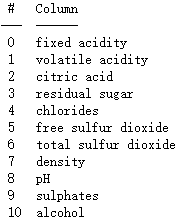 # Column
0 fixed acidity
1 volatile acidity
2 citric acid
3 residual sugar
4 chlorides
5 free sulfur dioxide
6 total sulfur dioxide
7 density
8 pH
9 sulphates
10 alcohol